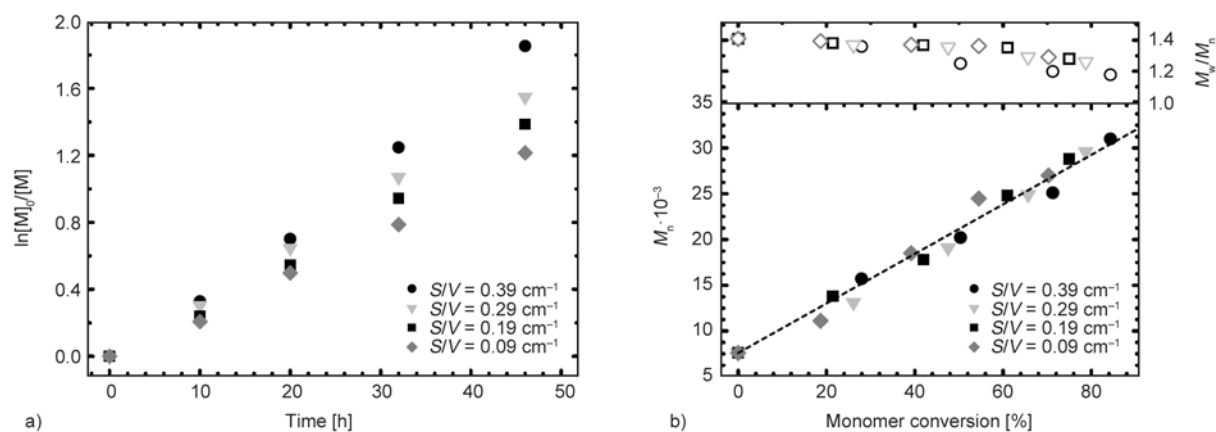 2.0
1.6
1.2
0.8
0.4
0.0
ln[M]₀/[M]
S/V = 0.39 cm⁻¹
S/V = 0.29 cm⁻¹
S/V = 0.19 cm⁻¹
S/V = 0.09 cm⁻¹
0 10 20 30 40 50
a)
Time [h]
1.4
1.2
1.0
Mw/Mn
35
30
25
20
15
10
5
Mn·10⁻³
S/V = 0.39 cm⁻¹
S/V = 0.29 cm⁻¹
S/V = 0.19 cm⁻¹
S/V = 0.09 cm⁻¹
0 20 40 60 80
b)
Monomer conversion [%]